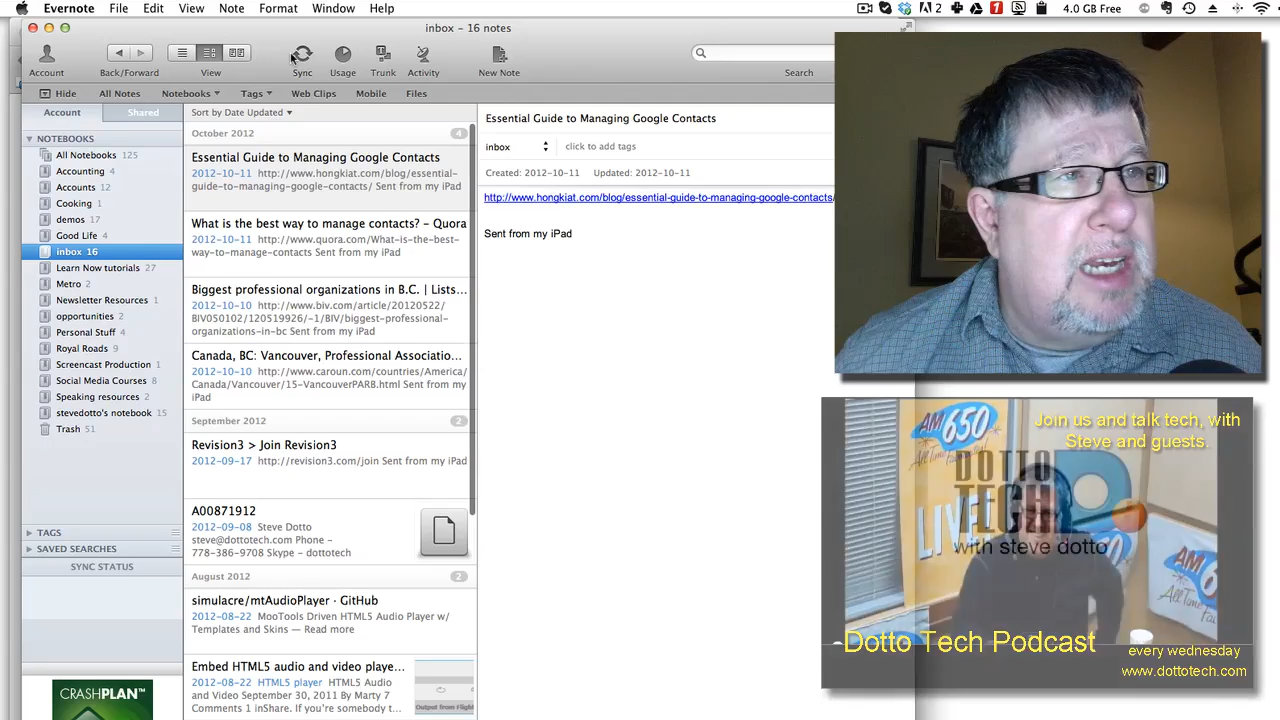 Evernote File Edit View Note Format Window Help
2 1 4.0 GB Free
inbox – 16 notes
Account Back/Forward View Sync Usage Trunk Activity New Note Search
Hide All Notes Notebooks Tags Web Clips Mobile Files
Account Shared
NOTEBOOKS
All Notebooks 125
Accounting 4
Accounts 12
Cooking 1
demos 17
Good Life 4
inbox 16
Learn Now tutorials 27
Metro 2
Newsletter Resources 1
opportunities 2
Personal Stuff 4
Royal Roads 9
Screencast Production 1
Social Media Courses 8
Speaking resources 2
stevedotto's notebook 15
Trash 51
TAGS
SAVED SEARCHES
SYNC STATUS
CRASHPLAN™
Sort by Date Updated
October 2012 4
Essential Guide to Managing Google Contacts
2012-10-11 http://www.hongkiat.com/blog/essential-
guide-to-managing-google-contacts/ Sent from my iPad
What is the best way to manage contacts? – Quora
2012-10-11 http://www.quora.com/What-is-the-best-
way-to-manage-contacts Sent from my iPad
Biggest professional organizations in B.C. | Lists...
2012-10-10 http://www.biv.com/article/20120522/
BIV050102/120519926/-1/BIV/biggest-professional-
organizations-in-bc Sent from my iPad
Canada, BC: Vancouver, Professional Associatio...
2012-10-10 http://www.caroun.com/countries/America/
Canada/Vancouver/15-VancouverPARB.html Sent from my
iPad
September 2012 2
Revision3 > Join Revision3
2012-09-17 http://revision3.com/join Sent from my iPad
A00871912
2012-09-08 Steve Dotto
steve@dottotech.com Phone -
778-386-9708 Skype - dottotech
August 2012 2
simulacre/mtAudioPlayer · GitHub
2012-08-22 MooTools Driven HTML5 Audio Player w/
Templates and Skins — Read more
Embed HTML5 audio and video playe...
2012-08-22 HTML5 player Audio
and Video September 30, 2011 By Marty 7
Comments 1 inShare. If you're somebody t...
Output from Flight
Essential Guide to Managing Google Contacts
inbox click to add tags
Created: 2012-10-11 Updated: 2012-10-11
http://www.hongkiat.com/blog/essential-guide-to-managing-google-contacts/
Sent from my iPad
Join us and talk tech, with
Steve and guests.
AM 650
LIVE!
DOTTO
TECH
with steve dotto
Dotto Tech Podcast
every wednesday
www.dottotech.com